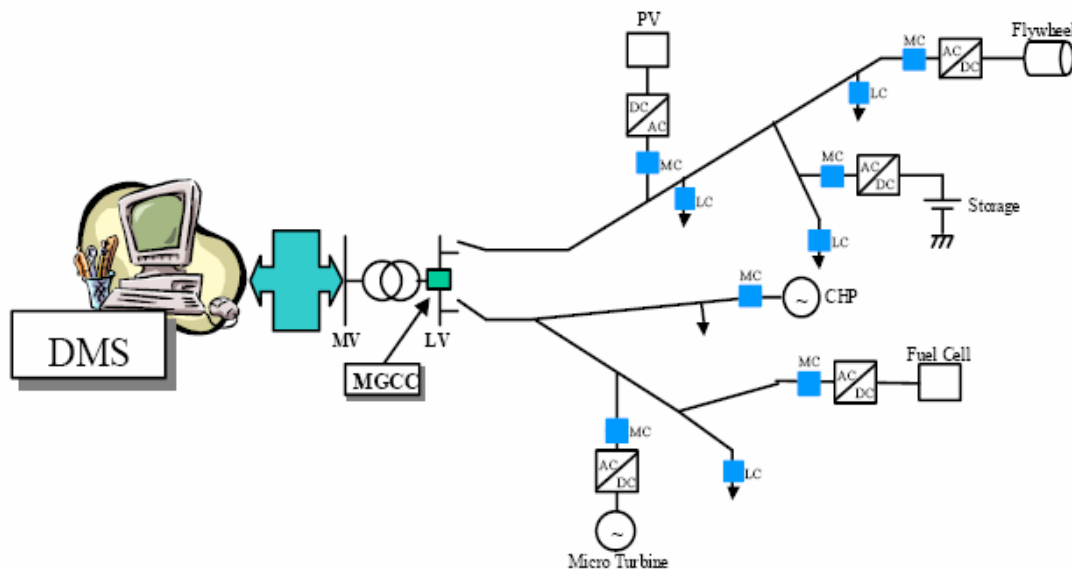 PV
Flywheel
MC
AC
DC
LC
DC
AC
MC
LC
MC
AC
DC
Storage
LC
MC
~
CHP
DMS
MV
LV
MGCC
Fuel Cell
MC
AC
DC
MC
AC
DC
LC
~
Micro Turbine